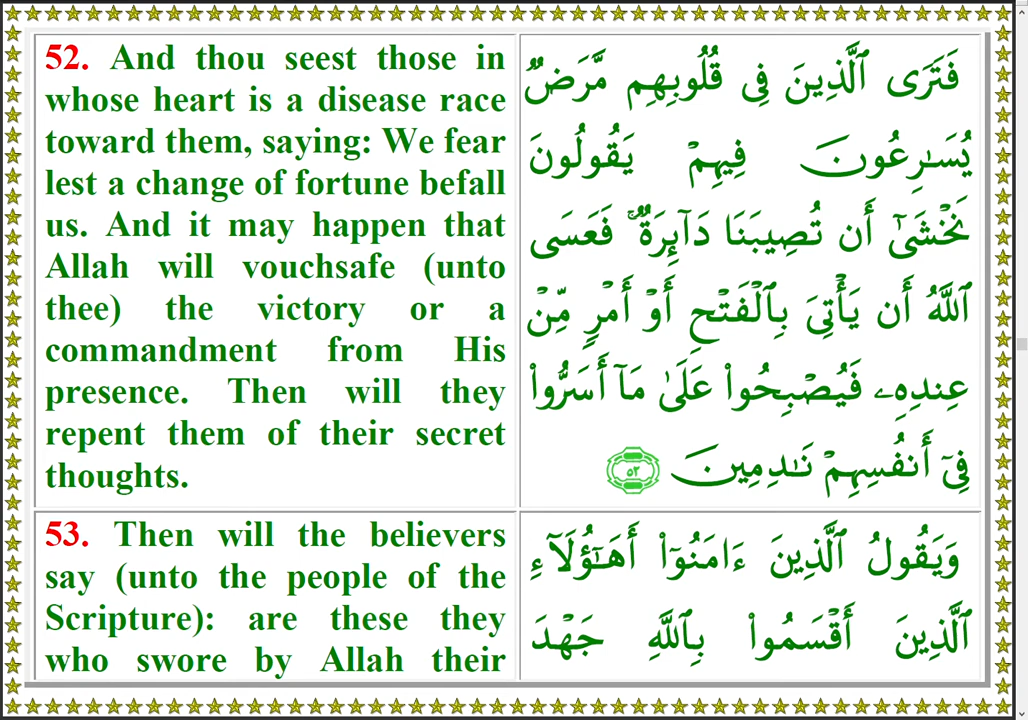 52. And thou seest those in
whose heart is a disease race
toward them, saying: We fear
lest a change of fortune befall
us. And it may happen that
Allah will vouchsafe (unto
thee) the victory or a
commandment from His
presence. Then will they
repent them of their secret
thoughts.
فَتَرَى ٱلَّذِينَ فِى قُلُوبِهِم مَّرَضٌۭ
يُسَـٰرِعُونَ فِيهِمْ يَقُولُونَ
نَخْشَىٰٓ أَن تُصِيبَنَا دَآئِرَةٌۭ ۚ فَعَسَى
ٱللَّهُ أَن يَأْتِىَ بِٱلْفَتْحِ أَوْ أَمْرٍۢ مِّنْ
عِندِهِۦ فَيُصْبِحُوا۟ عَلَىٰ مَآ أَسَرُّوا۟
فِىٓ أَنفُسِهِمْ نَـٰدِمِينَ ٥٢
53. Then will the believers
say (unto the people of the
Scripture): are these they
who swore by Allah their
وَيَقُولُ ٱلَّذِينَ ءَامَنُوٓا۟ أَهَـٰٓؤُلَآءِ
ٱلَّذِينَ أَقْسَمُوا۟ بِٱللَّهِ جَهْدَ